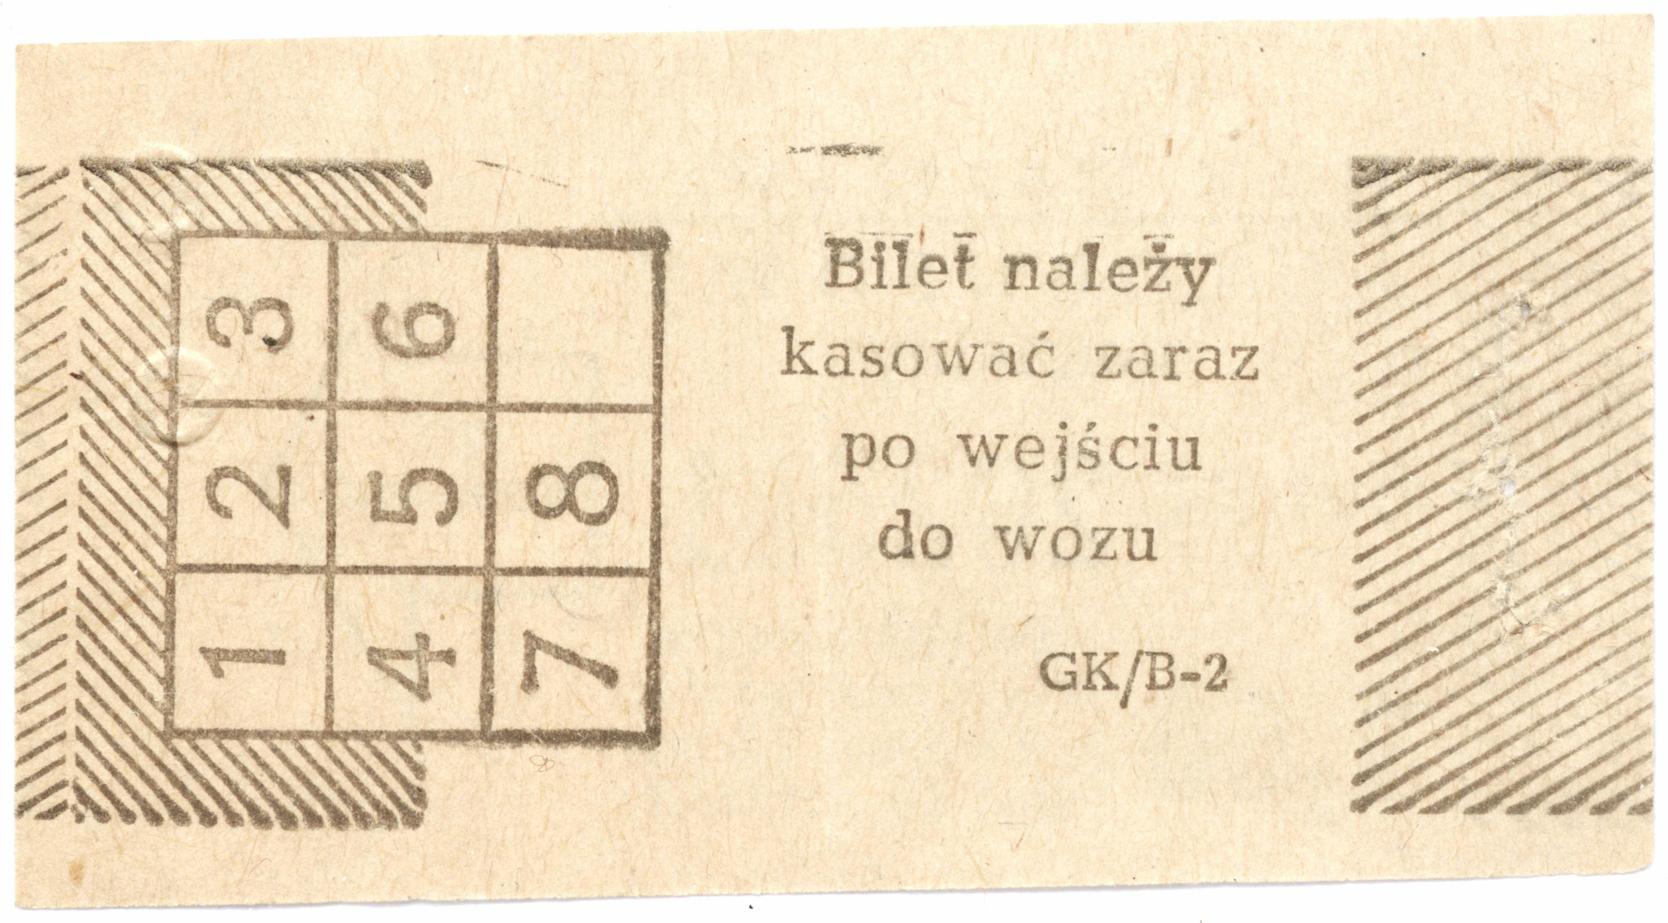 3 6
2 5 8
1 4 7
Bilet należy
kasować zaraz
po wejściu
do wozu
GK/B-2